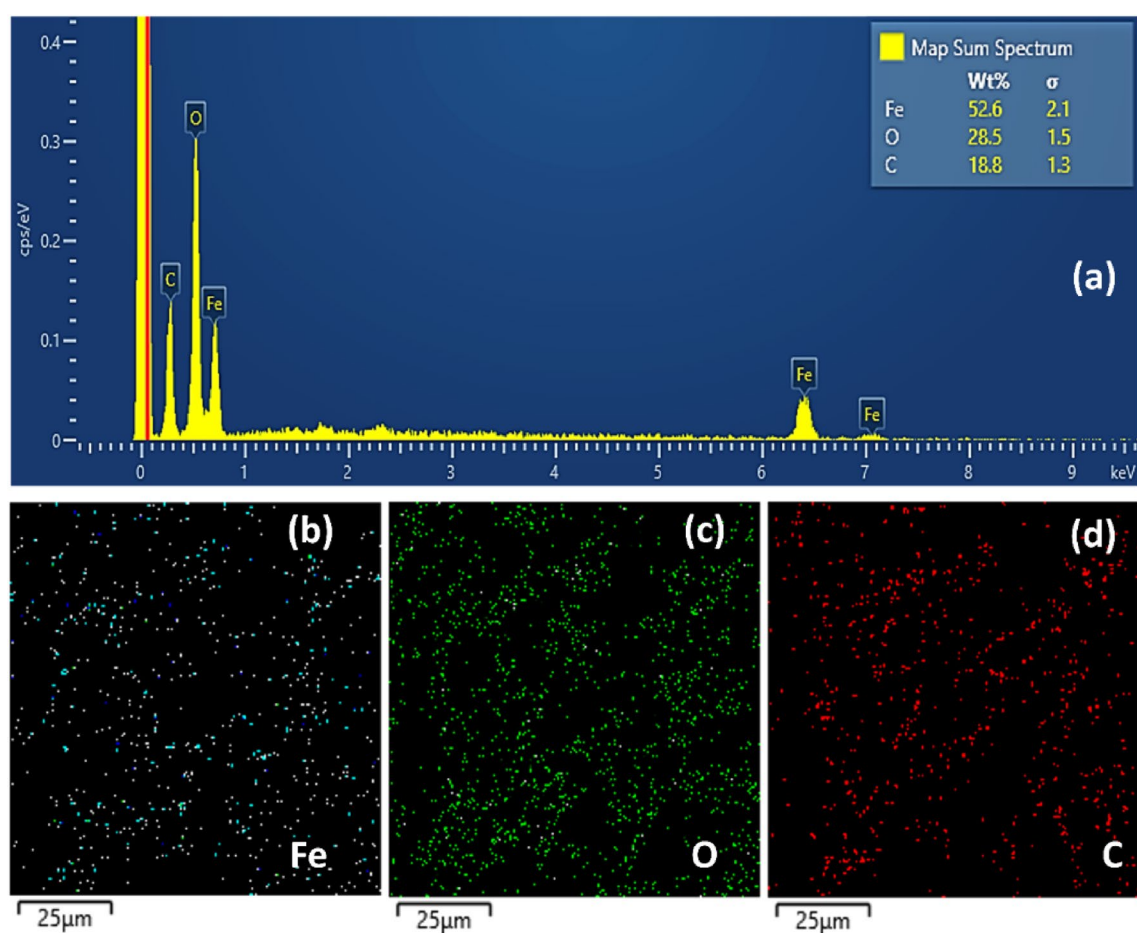 Map Sum Spectrum
Wt% σ
Fe 52.6 2.1
O 28.5 1.5
C 18.8 1.3
(a)
cps/eV
0.4
0.3
0.2
0.1
0
O
C
Fe
Fe
Fe
0 1 2 3 4 5 6 7 8 9 keV
(b) (c) (d)
Fe O C
25μm 25μm 25μm